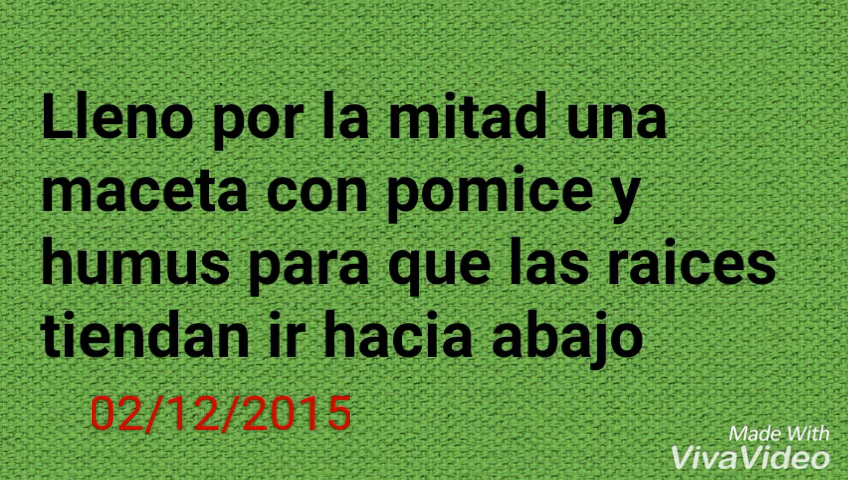 Lleno por la mitad una
maceta con pomice y
humus para que las raices
tiendan ir hacia abajo
02/12/2015
Made With
VivaVideo